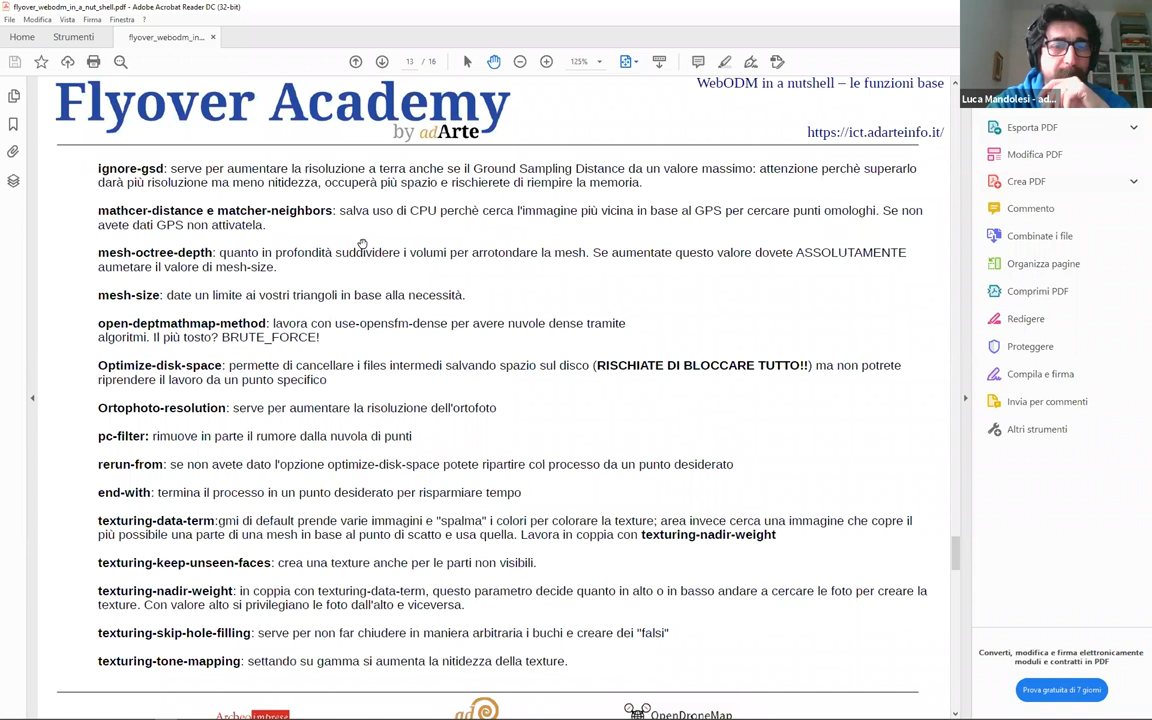 flyover_webodm_in_a_nut_shell.pdf - Adobe Acrobat Reader DC (32-bit)
File Modifica Vista Firma Finestra ?
Home Strumenti flyover_webodm_in... ×
13 / 16 125%
Luca Mandolesi - ad...
Flyover Academy
by adArte
WebODM in a nutshell – le funzioni base
https://ict.adarteinfo.it/
ignore-gsd: serve per aumentare la risoluzione a terra anche se il Ground Sampling Distance da un valore massimo: attenzione perchè superarlo
darà più risoluzione ma meno nitidezza, occuperà più spazio e rischierete di riempire la memoria.
mathcer-distance e matcher-neighbors: salva uso di CPU perchè cerca l'immagine più vicina in base al GPS per cercare punti omologhi. Se non
avete dati GPS non attivatela.
mesh-octree-depth: quanto in profondità suddividere i volumi per arrotondare la mesh. Se aumentate questo valore dovete ASSOLUTAMENTE
aumetare il valore di mesh-size.
mesh-size: date un limite ai vostri triangoli in base alla necessità.
open-deptmathmap-method: lavora con use-opensfm-dense per avere nuvole dense tramite
algoritmi. Il più tosto? BRUTE_FORCE!
Optimize-disk-space: permette di cancellare i files intermedi salvando spazio sul disco (RISCHIATE DI BLOCCARE TUTTO!!) ma non potrete
riprendere il lavoro da un punto specifico
Ortophoto-resolution: serve per aumentare la risoluzione dell'ortofoto
pc-filter: rimuove in parte il rumore dalla nuvola di punti
rerun-from: se non avete dato l'opzione optimize-disk-space potete ripartire col processo da un punto desiderato
end-with: termina il processo in un punto desiderato per risparmiare tempo
texturing-data-term:gmi di default prende varie immagini e "spalma" i colori per colorare la texture; area invece cerca una immagine che copre il
più possibile una parte di una mesh in base al punto di scatto e usa quella. Lavora in coppia con texturing-nadir-weight
texturing-keep-unseen-faces: crea una texture anche per le parti non visibili.
texturing-nadir-weight: in coppia con texturing-data-term, questo parametro decide quanto in alto o in basso andare a cercare le foto per creare la
texture. Con valore alto si privilegiano le foto dall'alto e viceversa.
texturing-skip-hole-filling: serve per non far chiudere in maniera arbitraria i buchi e creare dei "falsi"
texturing-tone-mapping: settando su gamma si aumenta la nitidezza della texture.
Archeoimprese
ad
OpenDroneMap
Esporta PDF
Modifica PDF
Crea PDF
Commento
Combinate i file
Organizza pagine
Comprimi PDF
Redigere
Proteggere
Compila e firma
Invia per commenti
Altri strumenti
Converti, modifica e firma elettronicamente
moduli e contratti in PDF
Prova gratuita di 7 giorni